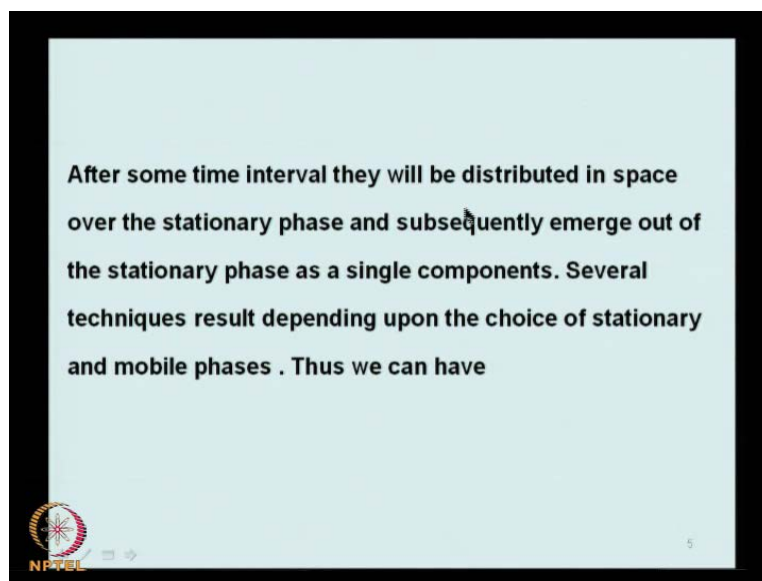 After some time interval they will be distributed in space
over the stationary phase and subsequently emerge out of
the stationary phase as a single components. Several
techniques result depending upon the choice of stationary
and mobile phases . Thus we can have
5
NPTEL